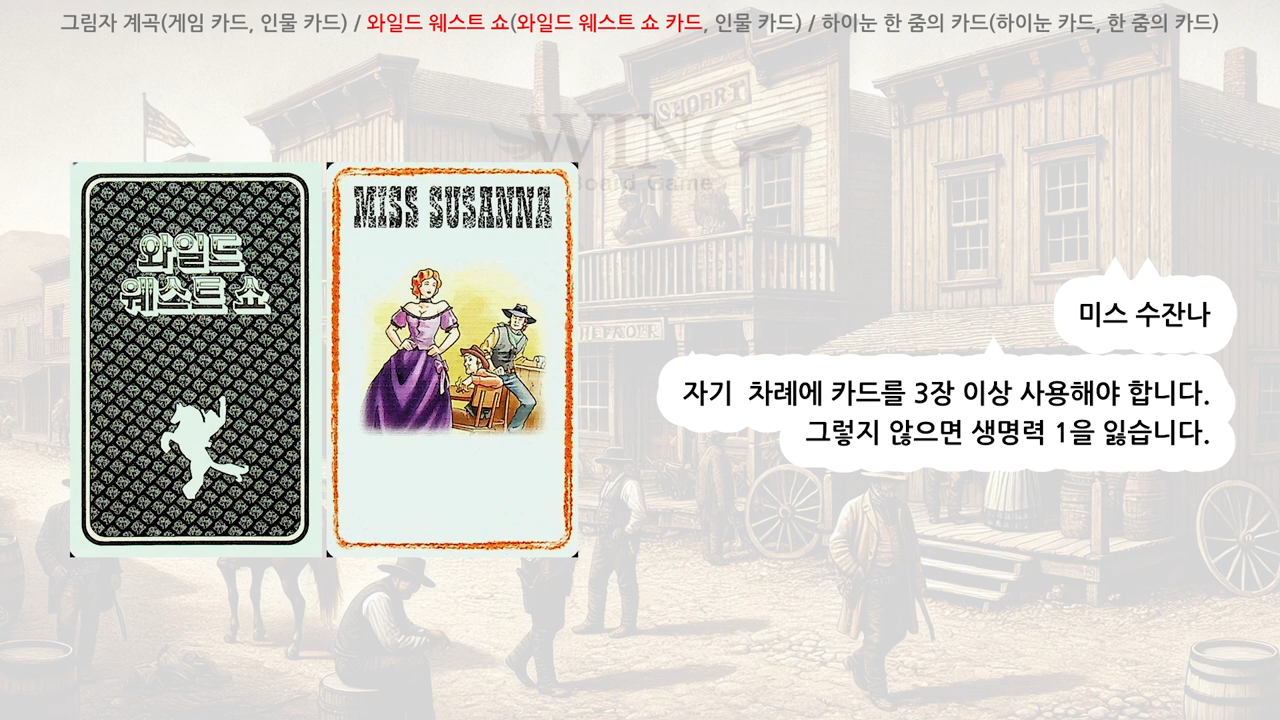 그림자 계곡(게임 카드, 인물 카드) / 와일드 웨스트 쇼(와일드 웨스트 쇼 카드, 인물 카드) / 하이눈 한 줌의 카드(하이눈 카드, 한 줌의 카드)
WING
Board Game
와일드
웨스트 쇼
MISS SUSANNA
미스 수잔나
자기 차례에 카드를 3장 이상 사용해야 합니다.
그렇지 않으면 생명력 1을 잃습니다.